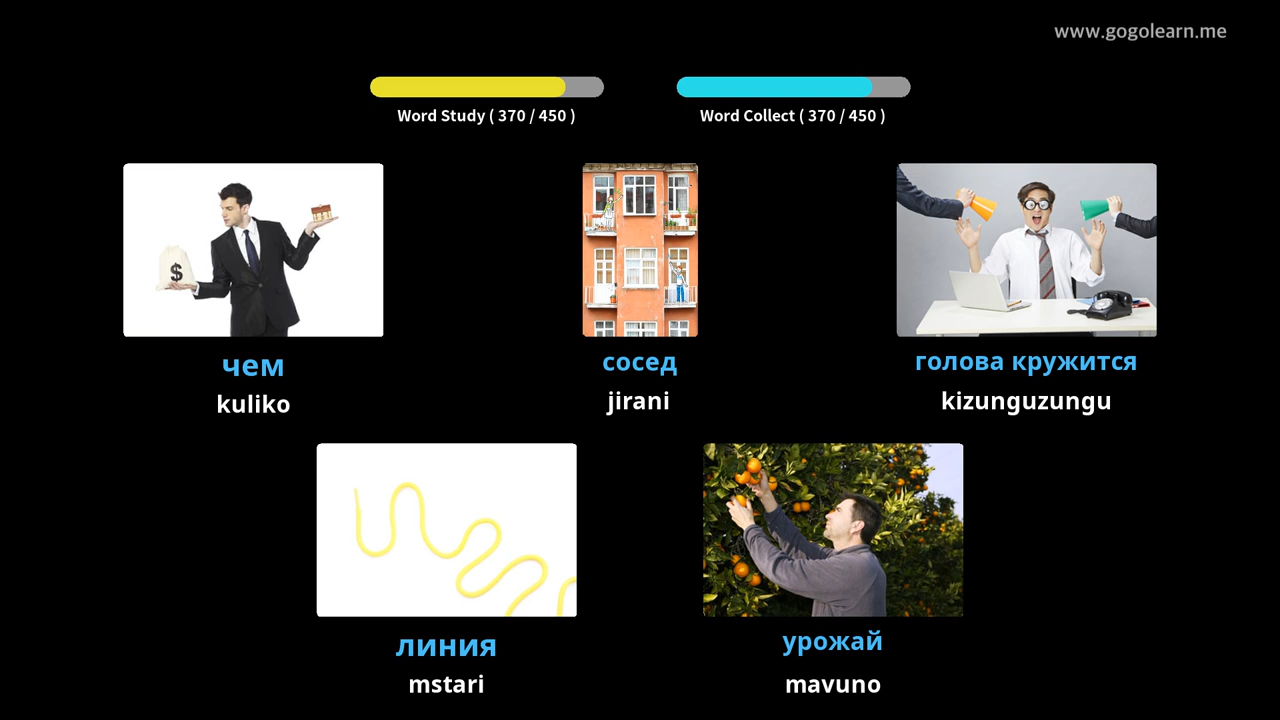 www.gogolearn.me
Word Study ( 370 / 450 )
Word Collect ( 370 / 450 )
$
чем
kuliko
сосед
jirani
голова кружится
kizunguzungu
линия
mstari
урожай
mavuno